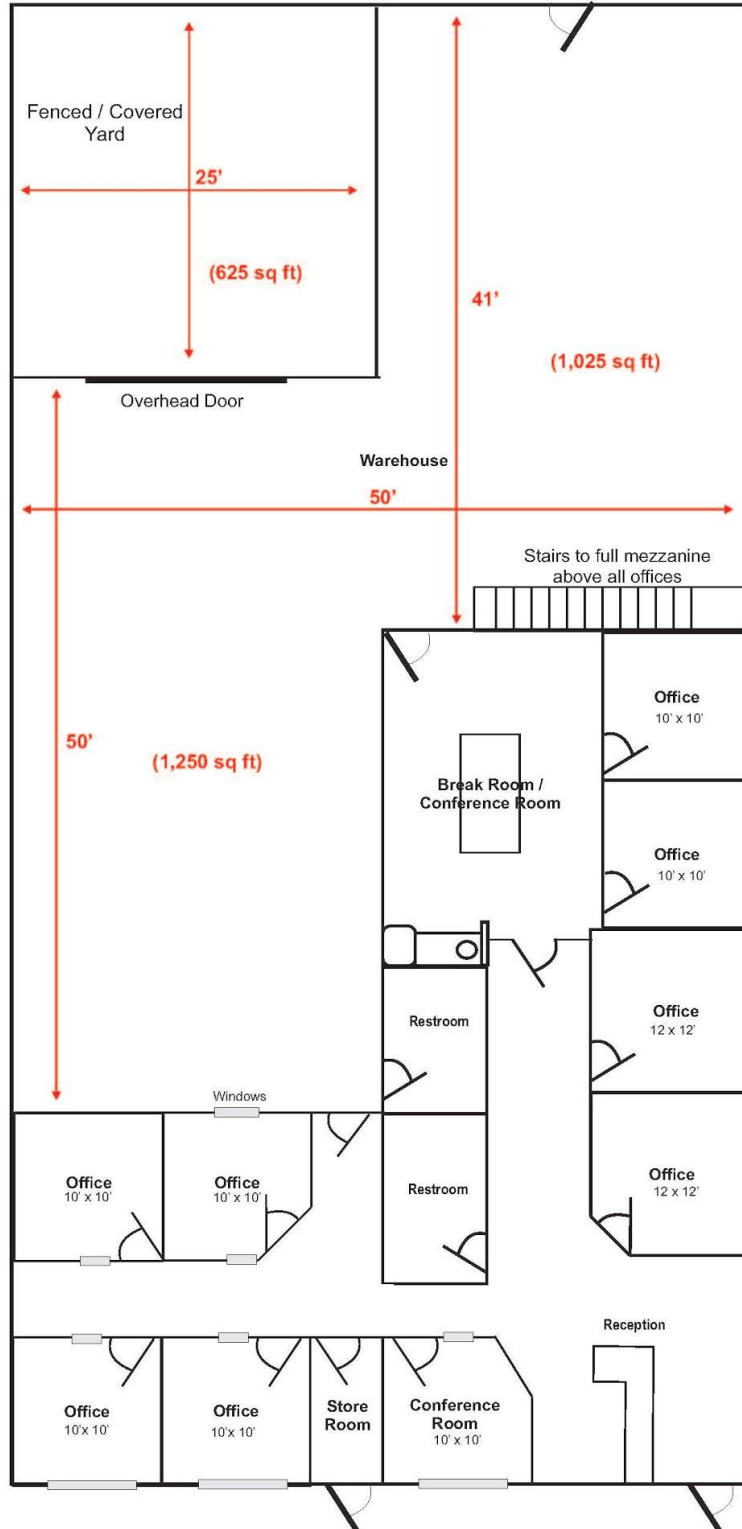 Fenced / Covered
Yard
25'
(625 sq ft)
41'
(1,025 sq ft)
Overhead Door
Warehouse
50'
Stairs to full mezzanine
above all offices
Office
10' x 10'
50'
(1,250 sq ft)
Break Room /
Conference Room
Office
10' x 10'
Restroom
Office
12 x 12'
Windows
Office
10' x 10'
Office
10' x 10'
Restroom
Office
12 x 12'
Reception
Office
10'x 10'
Office
10'x 10'
Store
Room
Conference
Room
10' x 10'